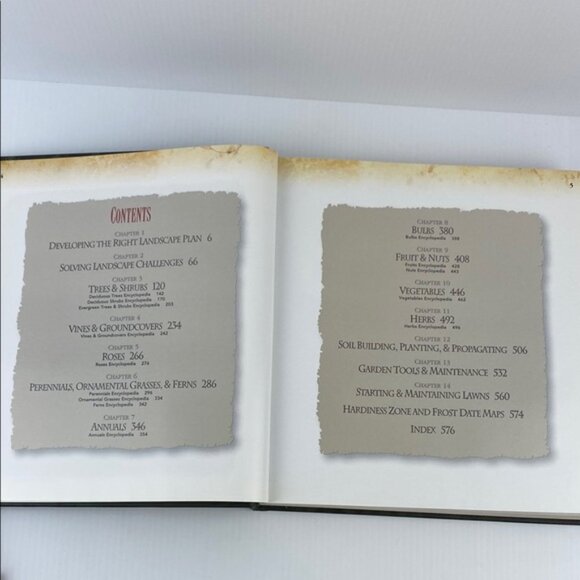 CONTENTS
CHAPTER 1
DEVELOPING THE RIGHT LANDSCAPE PLAN 6
CHAPTER 2
SOLVING LANDSCAPE CHALLENGES 66
CHAPTER 3
TREES & SHRUBS 120
Deciduous Trees Encyclopedia 142
Deciduous Shrubs Encyclopedia 170
Evergreen Trees & Shrubs Encyclopedia 205
CHAPTER 4
VINES & GROUNDCOVERS 234
Vines & Groundcovers Encyclopedia 242
CHAPTER 5
ROSES 266
Roses Encyclopedia 276
CHAPTER 6
PERENNIALS, ORNAMENTAL GRASSES, & FERNS 286
Perennials Encyclopedia 296
Ornamental Grasses Encyclopedia 334
Ferns Encyclopedia 342
CHAPTER 7
ANNUALS 346
Annuals Encyclopedia 354
5
CHAPTER 8
BULBS 380
Bulbs Encyclopedia 388
CHAPTER 9
FRUIT & NUTS 408
Fruits Encyclopedia 425
Nuts Encyclopedia 443
CHAPTER 10
VEGETABLES 446
Vegetables Encyclopedia 462
CHAPTER 11
HERBS 492
Herbs Encyclopedia 496
CHAPTER 12
SOIL BUILDING, PLANTING, & PROPAGATING 506
CHAPTER 13
GARDEN TOOLS & MAINTENANCE 532
CHAPTER 14
STARTING & MAINTAINING LAWNS 560
HARDINESS ZONE AND FROST DATE MAPS 574
INDEX 576